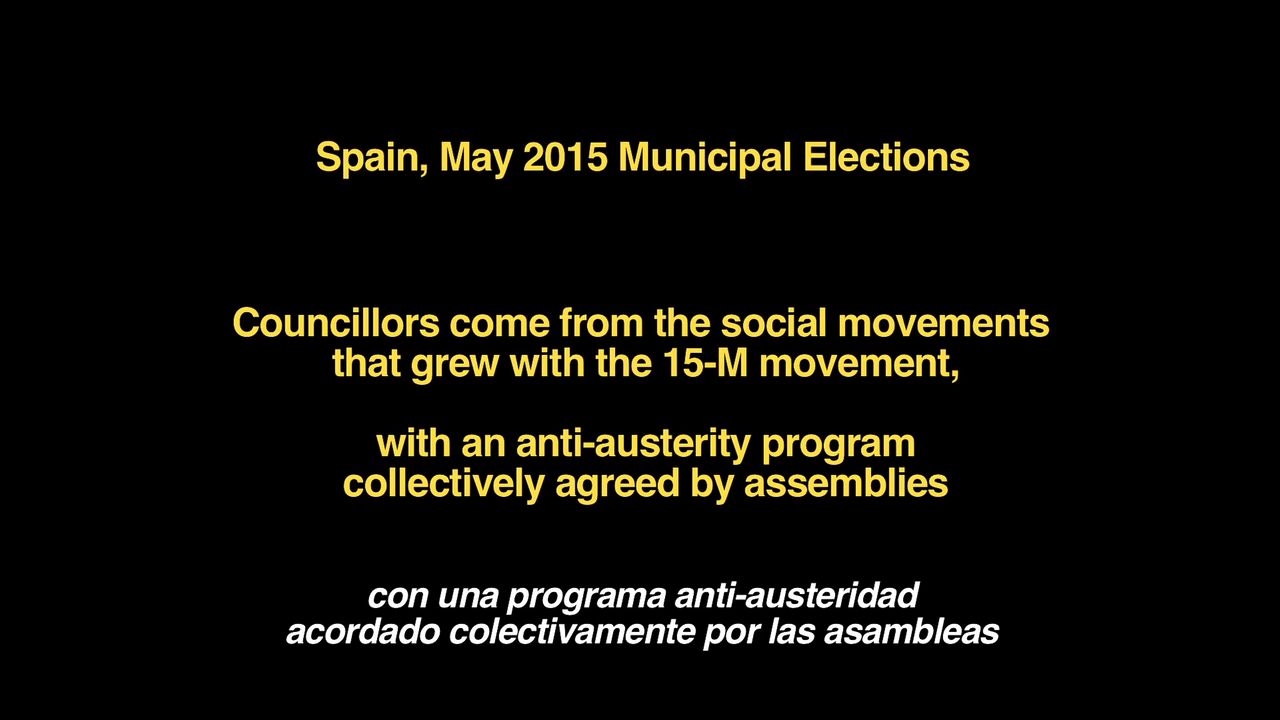 Spain, May 2015 Municipal Elections
Councillors come from the social movements
that grew with the 15-M movement,
with an anti-austerity program
collectively agreed by assemblies
con una programa anti-austeridad
acordado colectivamente por las asambleas